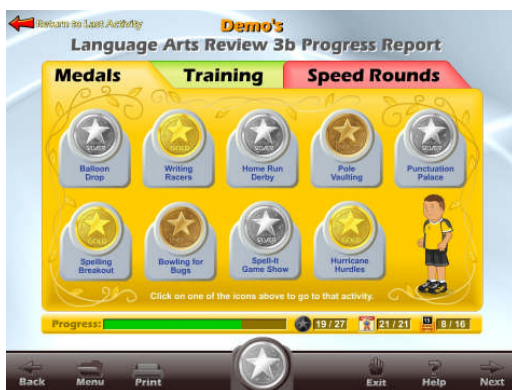 Return to Last Activity
Demo's
Language Arts Review 3b Progress Report
Medals Training Speed Rounds
SILVER GOLD SILVER BRONZE SILVER
Balloon Drop Writing Racers Home Run Derby Pole Vaulting Punctuation Palace
GOLD BRONZE SILVER GOLD
Spelling Breakout Bowling for Bugs Spell-It Game Show Hurricane Hurdles
Click on one of the icons above to go to that activity.
Progress: 19 / 27 21 / 21 8 / 16
Back Menu Print Exit Help Next